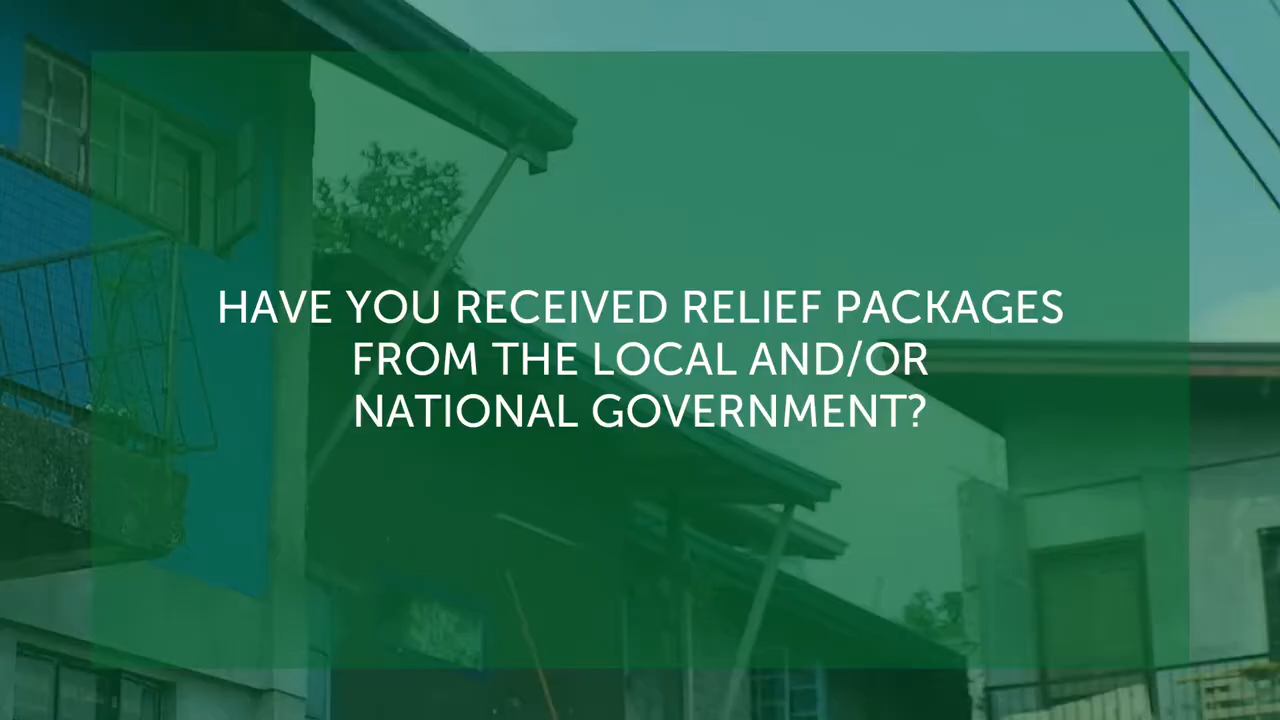 HAVE YOU RECEIVED RELIEF PACKAGES
FROM THE LOCAL AND/OR
NATIONAL GOVERNMENT?